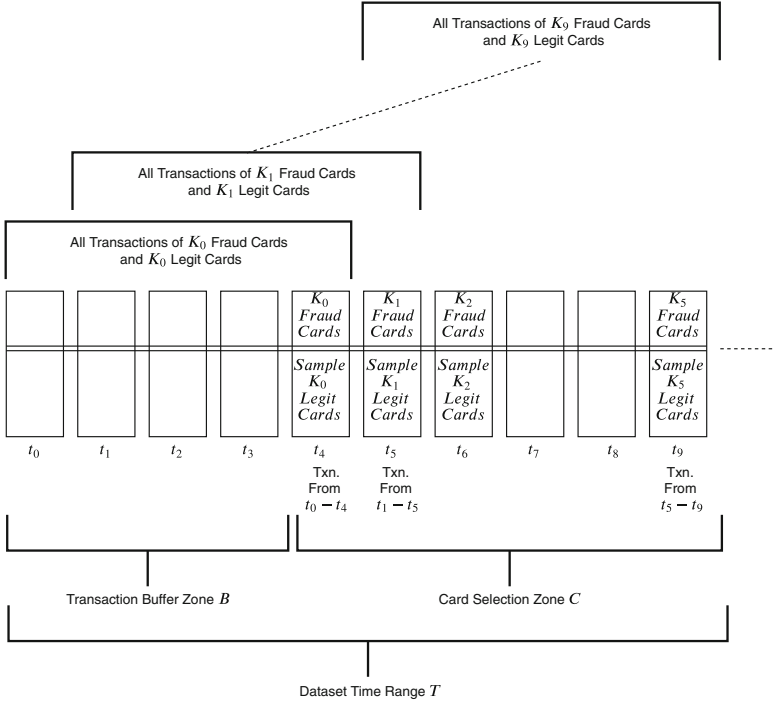 All Transactions of K9 Fraud Cards
and K9 Legit Cards
All Transactions of K1 Fraud Cards
and K1 Legit Cards
All Transactions of K0 Fraud Cards
and K0 Legit Cards
K0 Fraud Cards
K1 Fraud Cards
K2 Fraud Cards
K5 Fraud Cards
Sample K0 Legit Cards
Sample K1 Legit Cards
Sample K2 Legit Cards
Sample K5 Legit Cards
t0 t1 t2 t3 t4 t5 t6 t7 t8 t9
Txn. From t0 – t4
Txn. From t1 – t5
Txn. From t5 – t9
Transaction Buffer Zone B
Card Selection Zone C
Dataset Time Range T